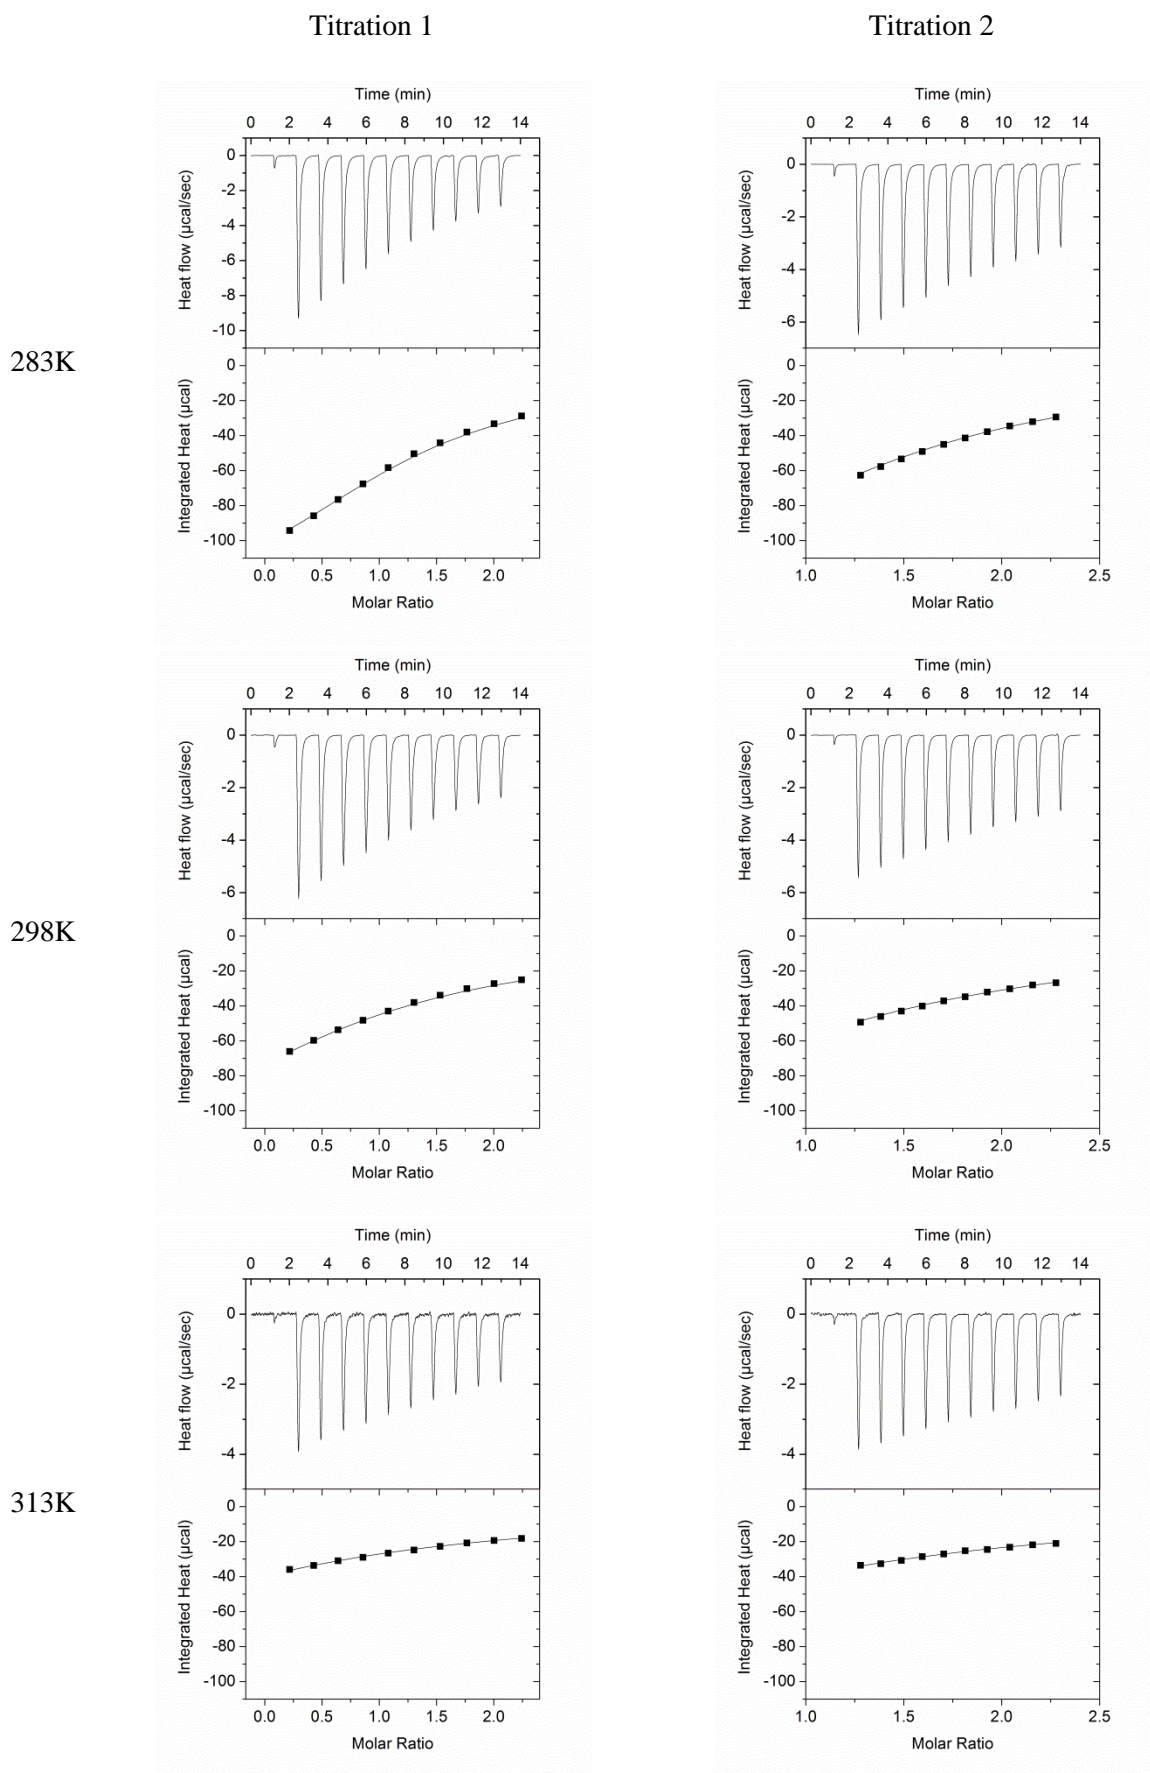 Titration 1
Titration 2
Time (min)
0 2 4 6 8 10 12 14
0
-2
-4
-6
-8
-10
Heat flow (µcal/sec)
0
-20
-40
-60
-80
-100
Integrated Heat (µcal)
0.0 0.5 1.0 1.5 2.0
Molar Ratio
Time (min)
0 2 4 6 8 10 12 14
0
-2
-4
-6
Heat flow (µcal/sec)
0
-20
-40
-60
-80
-100
Integrated Heat (µcal)
1.0 1.5 2.0 2.5
Molar Ratio
283K
Time (min)
0 2 4 6 8 10 12 14
0
-2
-4
-6
Heat flow (µcal/sec)
0
-20
-40
-60
-80
-100
Integrated Heat (µcal)
0.0 0.5 1.0 1.5 2.0
Molar Ratio
Time (min)
0 2 4 6 8 10 12 14
0
-2
-4
-6
Heat flow (µcal/sec)
0
-20
-40
-60
-80
-100
Integrated Heat (µcal)
1.0 1.5 2.0 2.5
Molar Ratio
298K
Time (min)
0 2 4 6 8 10 12 14
0
-2
-4
Heat flow (µcal/sec)
0
-20
-40
-60
-80
-100
Integrated Heat (µcal)
0.0 0.5 1.0 1.5 2.0
Molar Ratio
Time (min)
0 2 4 6 8 10 12 14
0
-2
-4
Heat flow (µcal/sec)
0
-20
-40
-60
-80
-100
Integrated Heat (µcal)
1.0 1.5 2.0 2.5
Molar Ratio
313K